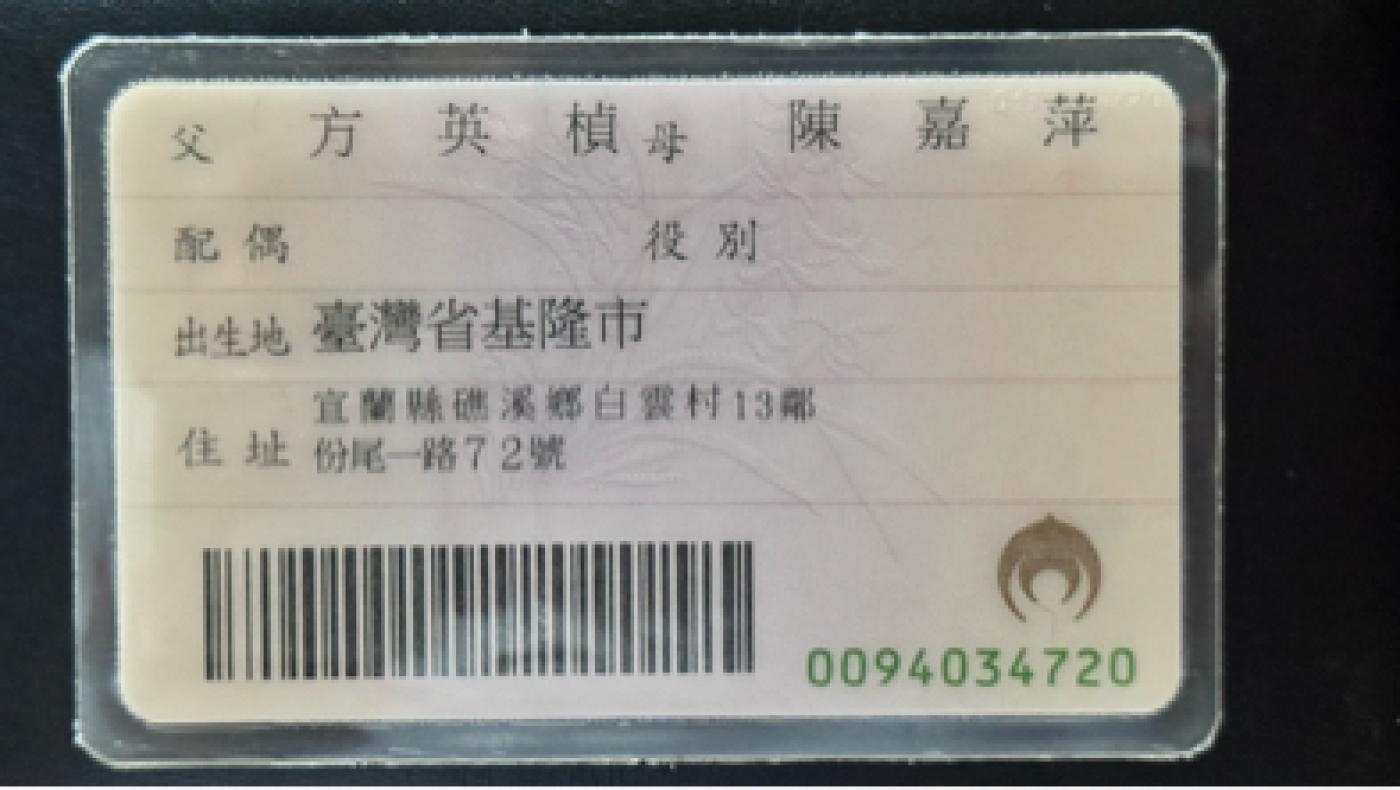 父 方英楨 母 陳嘉萍
配偶 役別
出生地 臺灣省基隆市
住址 宜蘭縣礁溪鄉白雲村13鄰
份尾一路72號
0094034720